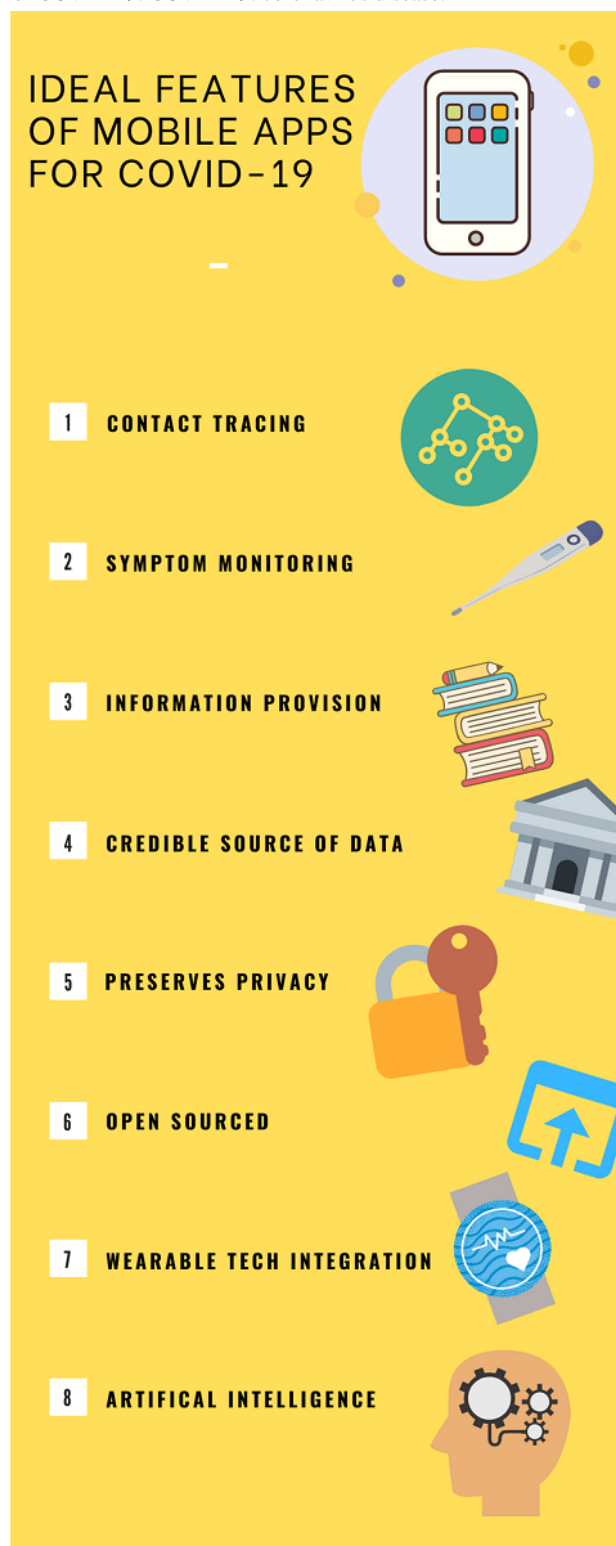 IDEAL FEATURES
OF MOBILE APPS
FOR COVID-19
1 CONTACT TRACING
2 SYMPTOM MONITORING
3 INFORMATION PROVISION
4 CREDIBLE SOURCE OF DATA
5 PRESERVES PRIVACY
6 OPEN SOURCED
7 WEARABLE TECH INTEGRATION
8 ARTIFICAL INTELLIGENCE